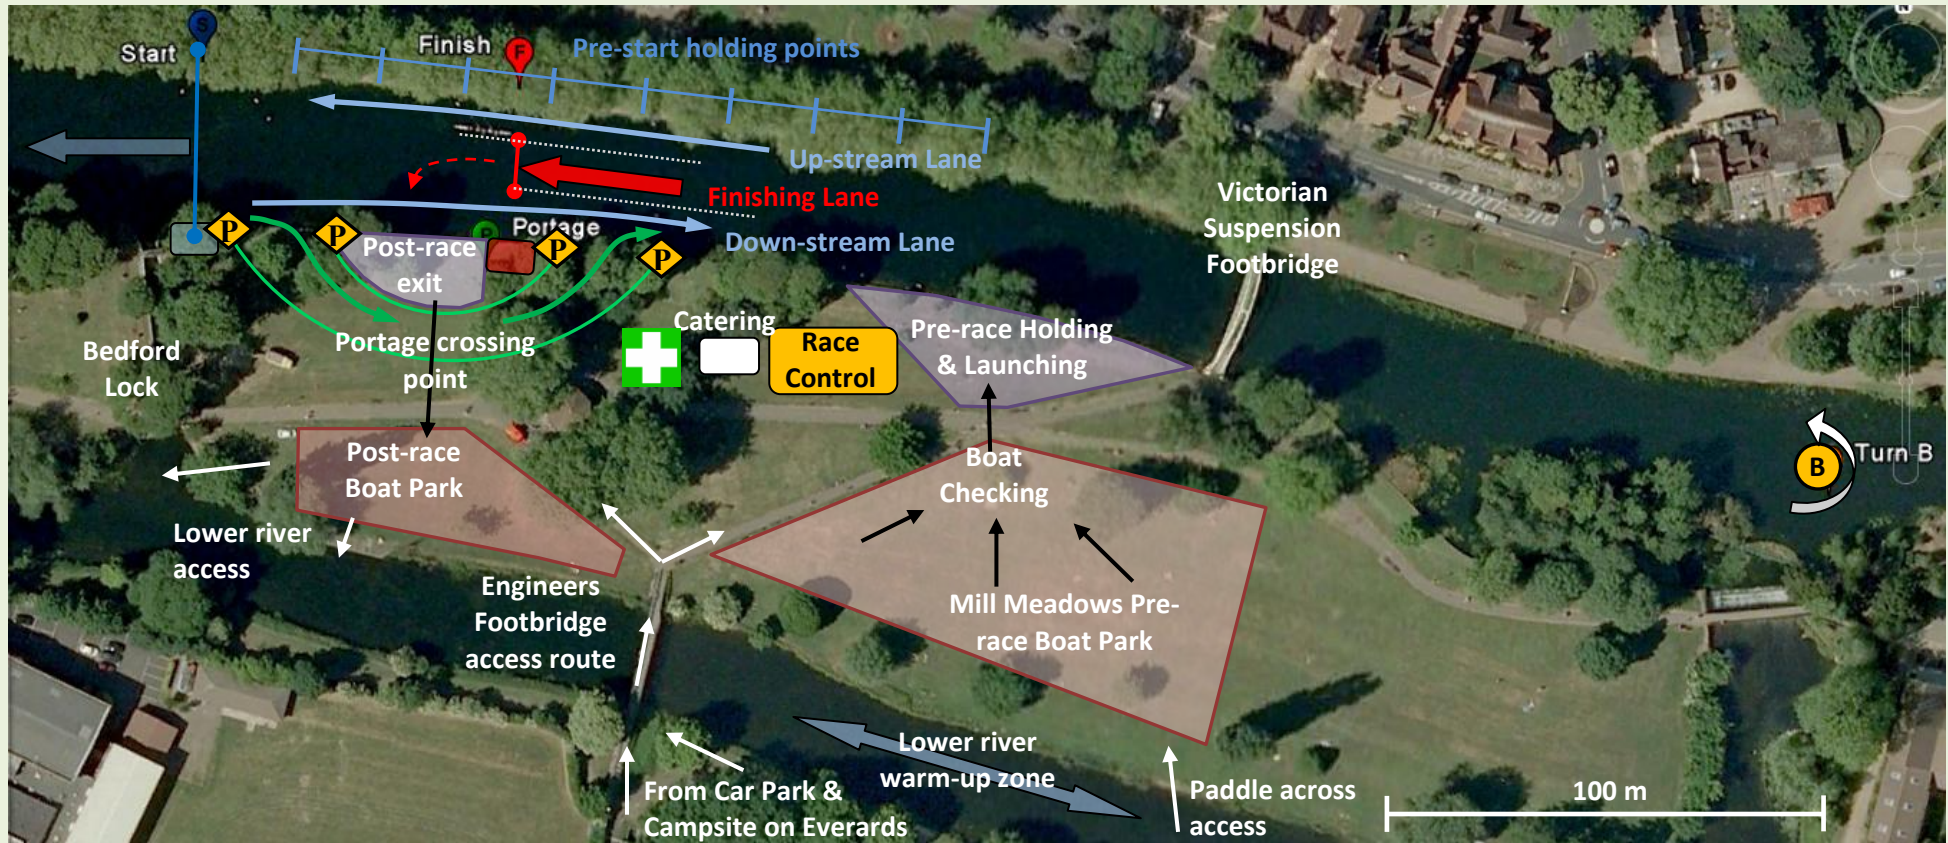 Start
S
Finish
F
Pre-start holding points
Up-stream Lane
Finishing Lane
Down-stream Lane
P
P
P
Portage
P
P
Post-race
exit
Victorian
Suspension
Footbridge
Catering
Race
Control
Pre-race Holding
& Launching
Portage crossing
point
Bedford
Lock
Post-race
Boat Park
Boat
Checking
B
Turn B
Lower river
access
Engineers
Footbridge
access route
Mill Meadows Pre-
race Boat Park
Lower river
warm-up zone
From Car Park &
Campsite on Everards
Paddle across
access
100 m